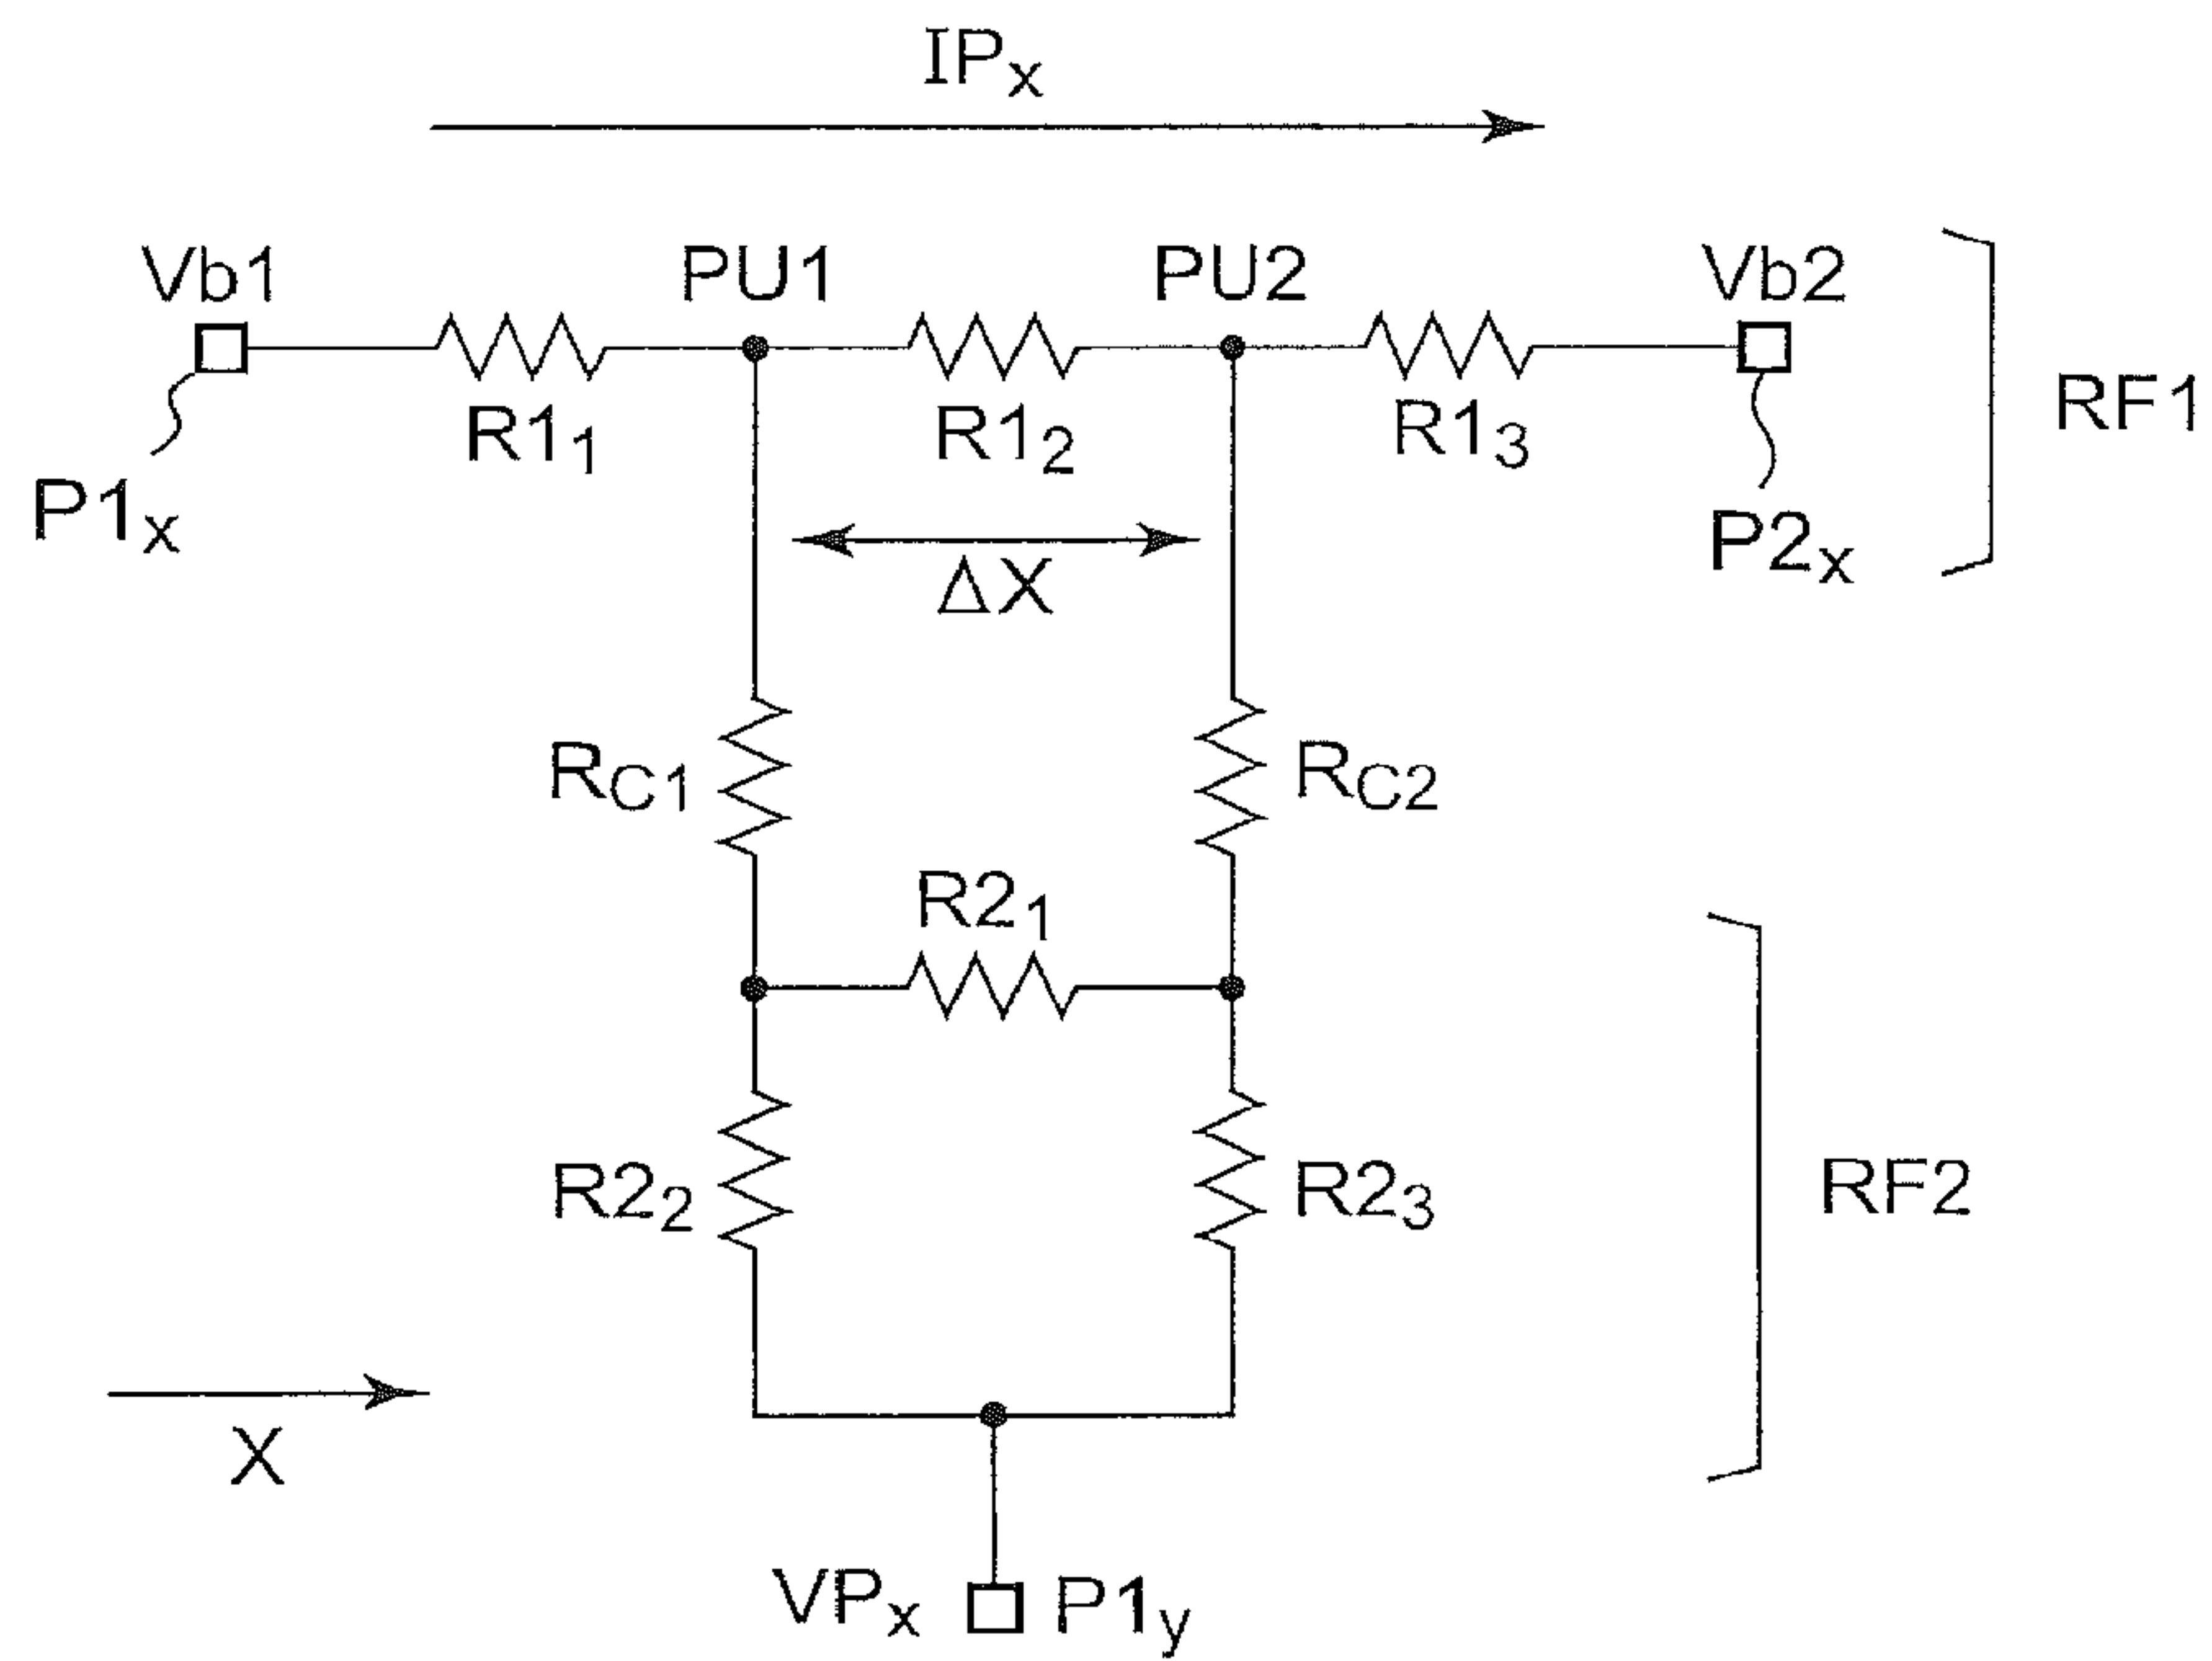 IPx
Vb1 PU1 PU2 Vb2
R11 R12 R13 RF1
P1x P2x
ΔX
RC1 RC2
R21
R22 R23 RF2
X
VPx P1y